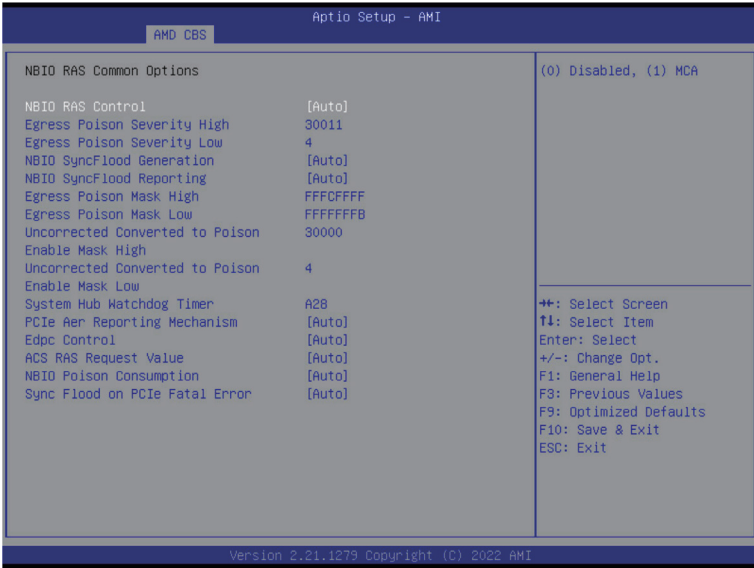 Aptio Setup – AMI
AMD CBS
NBIO RAS Common Options
(0) Disabled, (1) MCA
NBIO RAS Control [Auto]
Egress Poison Severity High 30011
Egress Poison Severity Low 4
NBIO SyncFlood Generation [Auto]
NBIO SyncFlood Reporting [Auto]
Egress Poison Mask High FFFCFFFF
Egress Poison Mask Low FFFFFFFB
Uncorrected Converted to Poison 30000
Enable Mask High
Uncorrected Converted to Poison 4
Enable Mask Low
System Hub Watchdog Timer A28
PCIe Aer Reporting Mechanism [Auto]
Edpc Control [Auto]
ACS RAS Request Value [Auto]
NBIO Poison Consumption [Auto]
Sync Flood on PCIe Fatal Error [Auto]
→←: Select Screen
↑↓: Select Item
Enter: Select
+/-: Change Opt.
F1: General Help
F3: Previous Values
F9: Optimized Defaults
F10: Save & Exit
ESC: Exit
Version 2.21.1279 Copyright (C) 2022 AMI